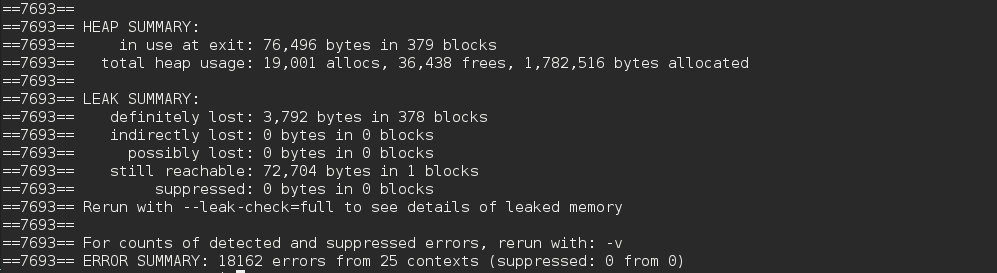 ==7693==
==7693== HEAP SUMMARY:
==7693==     in use at exit: 76,496 bytes in 379 blocks
==7693==   total heap usage: 19,001 allocs, 36,438 frees, 1,782,516 bytes allocated
==7693==
==7693== LEAK SUMMARY:
==7693==    definitely lost: 3,792 bytes in 378 blocks
==7693==    indirectly lost: 0 bytes in 0 blocks
==7693==      possibly lost: 0 bytes in 0 blocks
==7693==    still reachable: 72,704 bytes in 1 blocks
==7693==         suppressed: 0 bytes in 0 blocks
==7693== Rerun with --leak-check=full to see details of leaked memory
==7693==
==7693== For counts of detected and suppressed errors, rerun with: -v
==7693== ERROR SUMMARY: 18162 errors from 25 contexts (suppressed: 0 from 0)